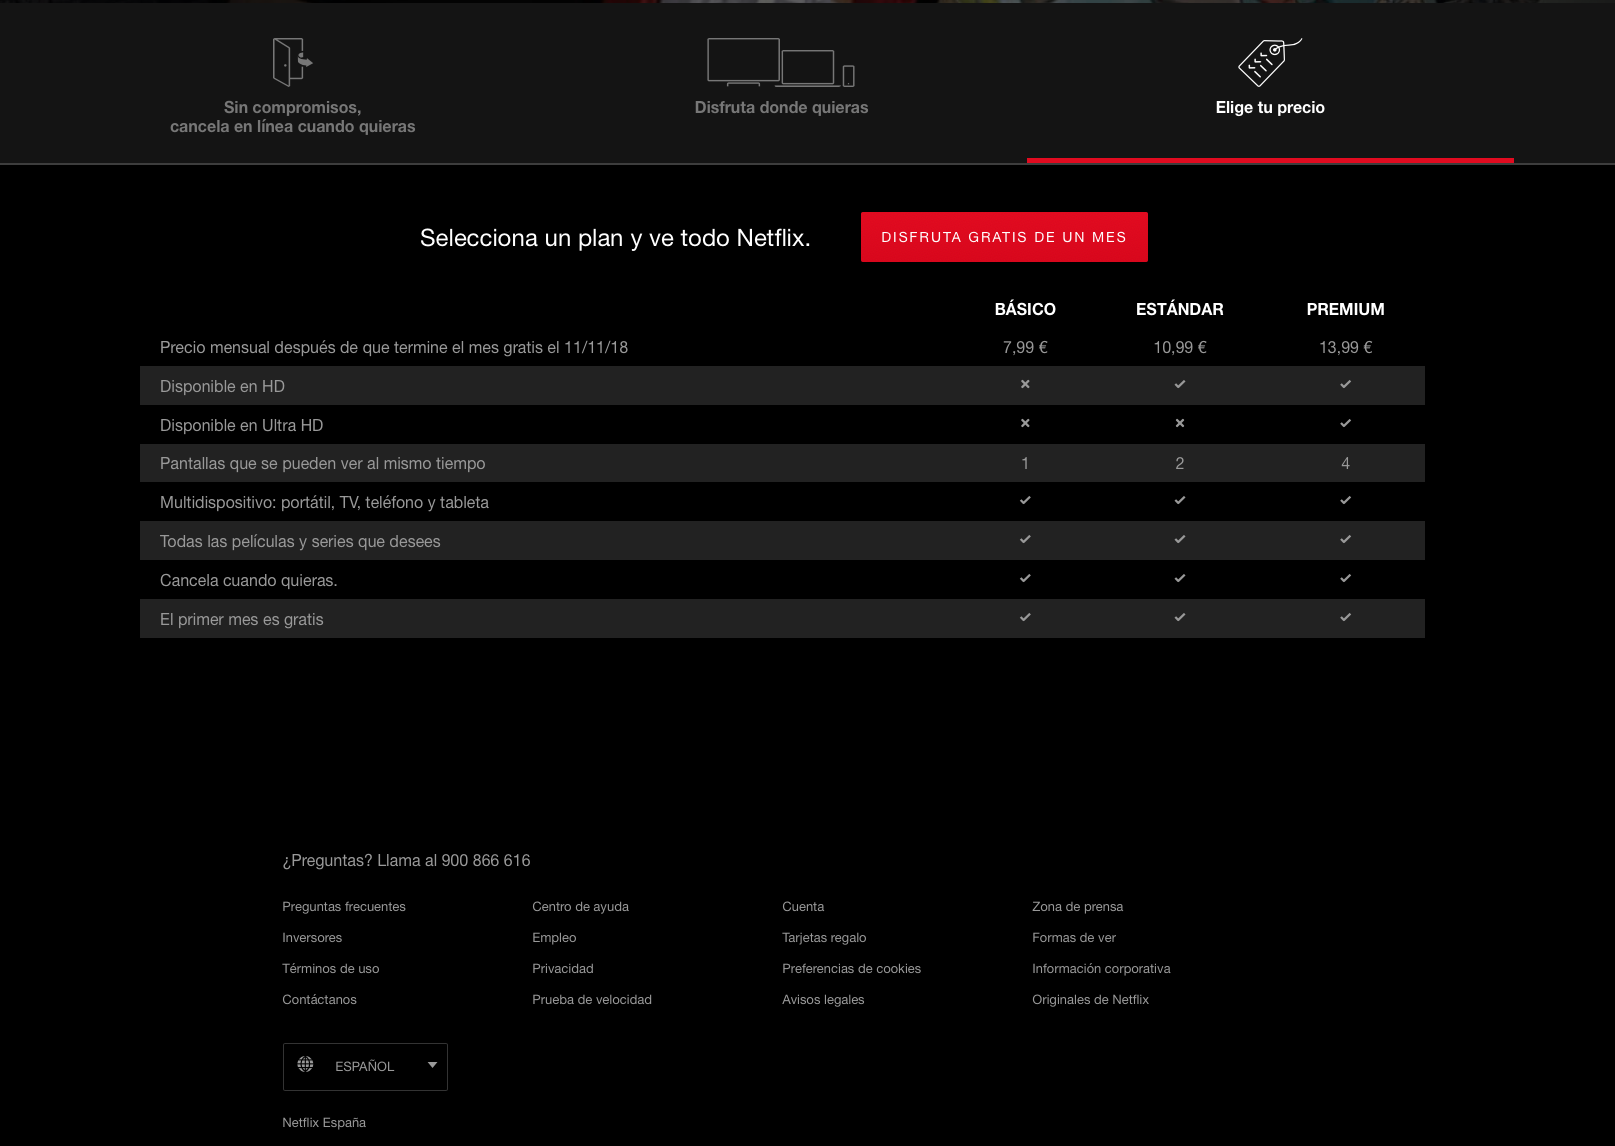 Sin compromisos,
cancela en línea cuando quieras
Disfruta donde quieras
Elige tu precio
Selecciona un plan y ve todo Netflix.
DISFRUTA GRATIS DE UN MES
BÁSICO ESTÁNDAR PREMIUM
Precio mensual después de que termine el mes gratis el 11/11/18 7,99 € 10,99 € 13,99 €
Disponible en HD
Disponible en Ultra HD
Pantallas que se pueden ver al mismo tiempo 1 2 4
Multidispositivo: portátil, TV, teléfono y tableta
Todas las películas y series que desees
Cancela cuando quieras.
El primer mes es gratis
¿Preguntas? Llama al 900 866 616
Preguntas frecuentes Centro de ayuda Cuenta Zona de prensa
Inversores Empleo Tarjetas regalo Formas de ver
Términos de uso Privacidad Preferencias de cookies Información corporativa
Contáctanos Prueba de velocidad Avisos legales Originales de Netflix
ESPAÑOL
Netflix España